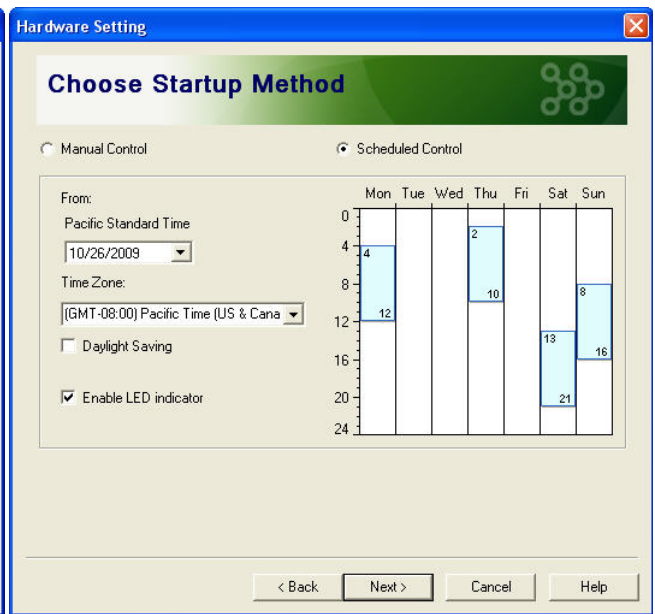 Hardware Setting
Choose Startup Method
Manual Control
Scheduled Control
From:
Pacific Standard Time
10/26/2009
Time Zone:
(GMT-08:00) Pacific Time (US & Cana
Daylight Saving
Enable LED indicator
Mon Tue Wed Thu Fri Sat Sun
0
4
8
12
16
20
24
4
12
2
10
13
21
8
16
< Back
Next >
Cancel
Help